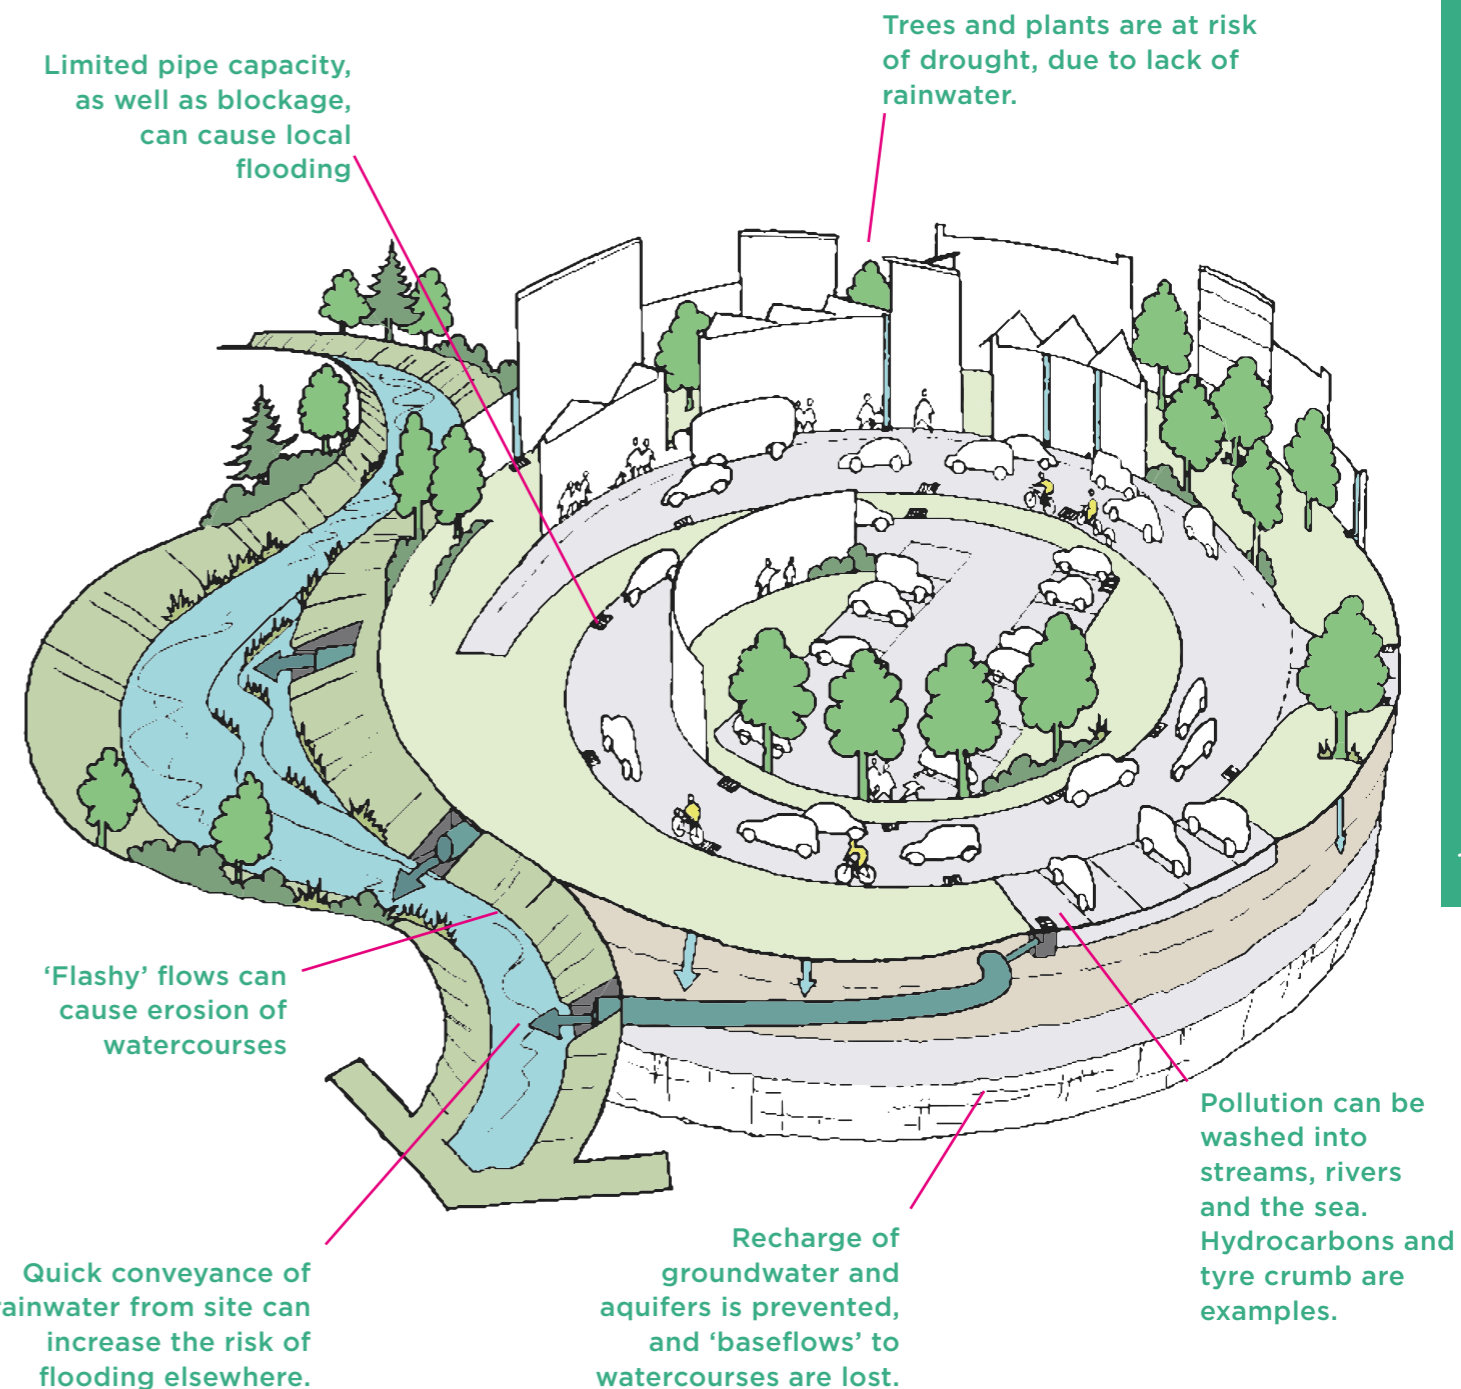 Trees and plants are at risk
of drought, due to lack of
rainwater.
Limited pipe capacity,
as well as blockage,
can cause local
flooding
‘Flashy’ flows can
cause erosion of
watercourses
Quick conveyance of
rainwater from site can
increase the risk of
flooding elsewhere.
Recharge of
groundwater and
aquifers is prevented,
and ‘baseflows’ to
watercourses are lost.
Pollution can be
washed into
streams, rivers
and the sea.
Hydrocarbons and
tyre crumb are
examples.